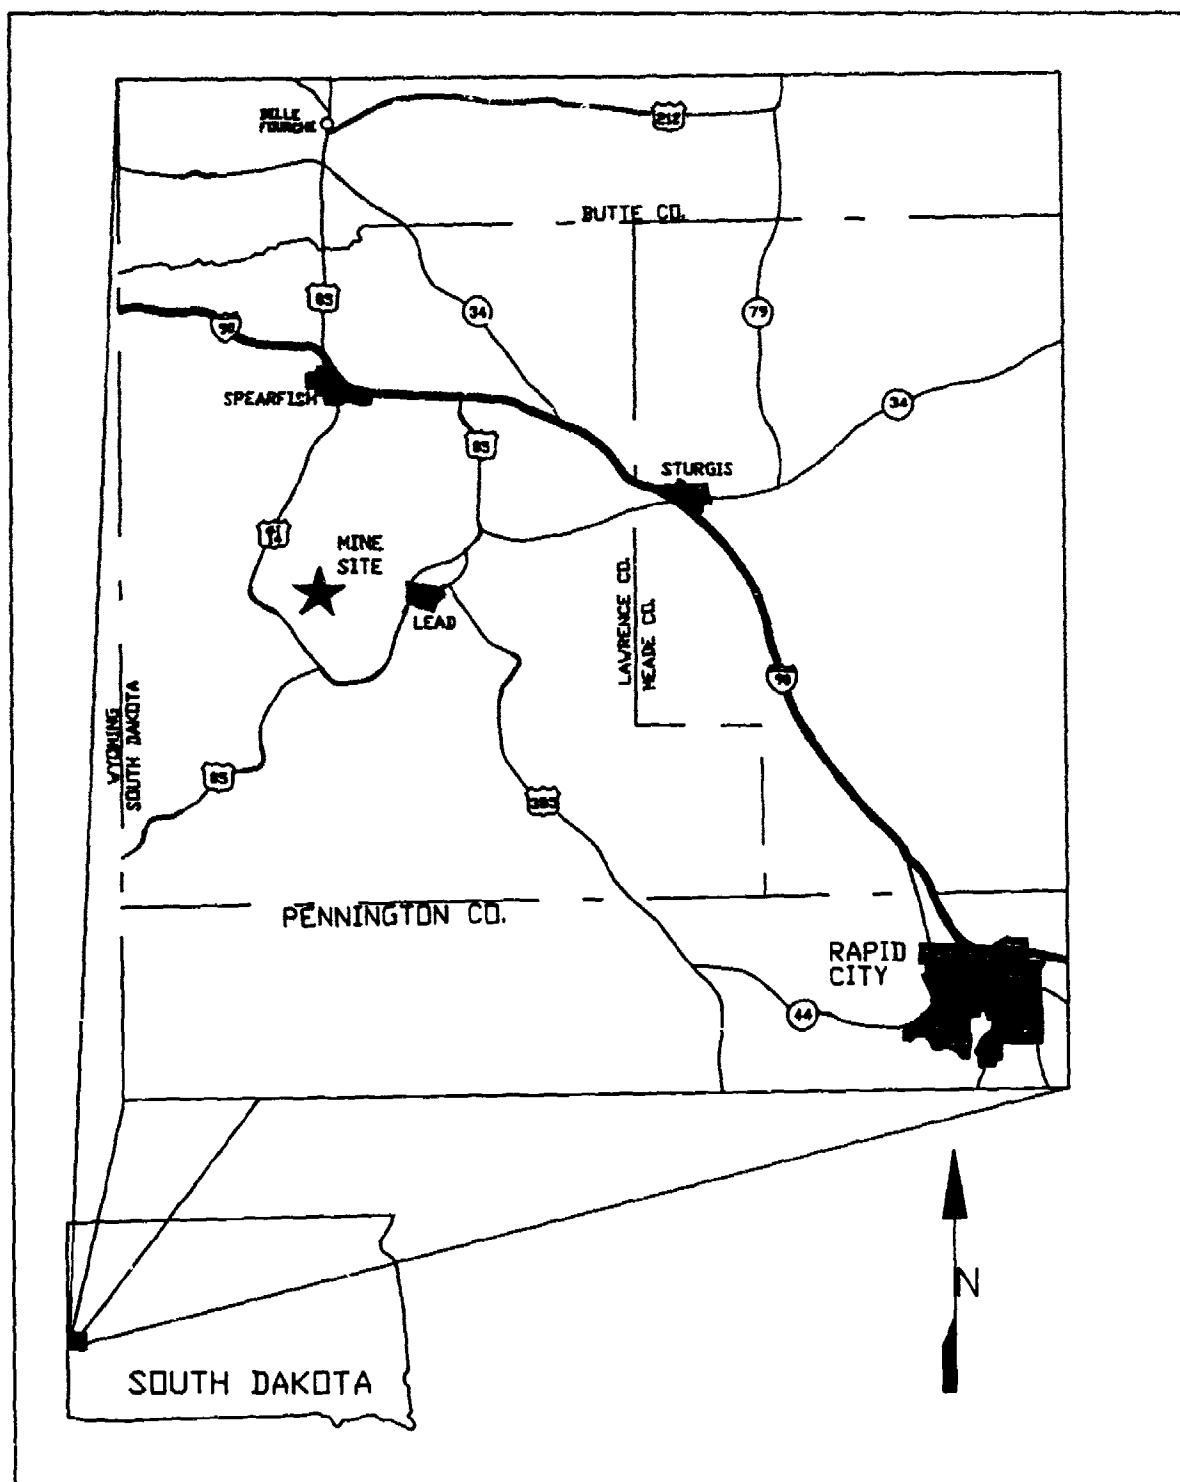 BELLE
FOURCHE
212
BUTTE CO.
85
34
79
90
SPEARFISH
34
85
STURGIS
14
MINE
SITE
LEAD
LAWRENCE CO.
MEADE CO.
90
WYOMING
SOUTH DAKOTA
85
385
PENNINGTON CO.
RAPID
CITY
44
N
SOUTH DAKOTA